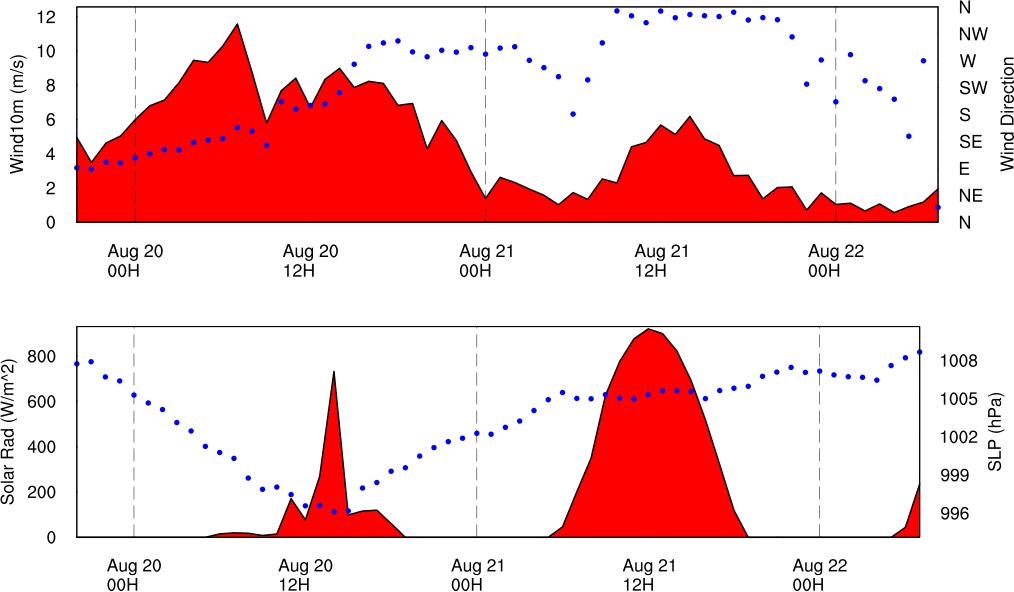 12
10
8
6
4
2
0
Wind10m (m/s)
N
NW
W
SW
S
SE
E
NE
N
Wind Direction
Aug 20
00H
Aug 20
12H
Aug 21
00H
Aug 21
12H
Aug 22
00H
800
600
400
200
0
Solar Rad (W/m^2)
1008
1005
1002
999
996
SLP (hPa)
Aug 20
00H
Aug 20
12H
Aug 21
00H
Aug 21
12H
Aug 22
00H